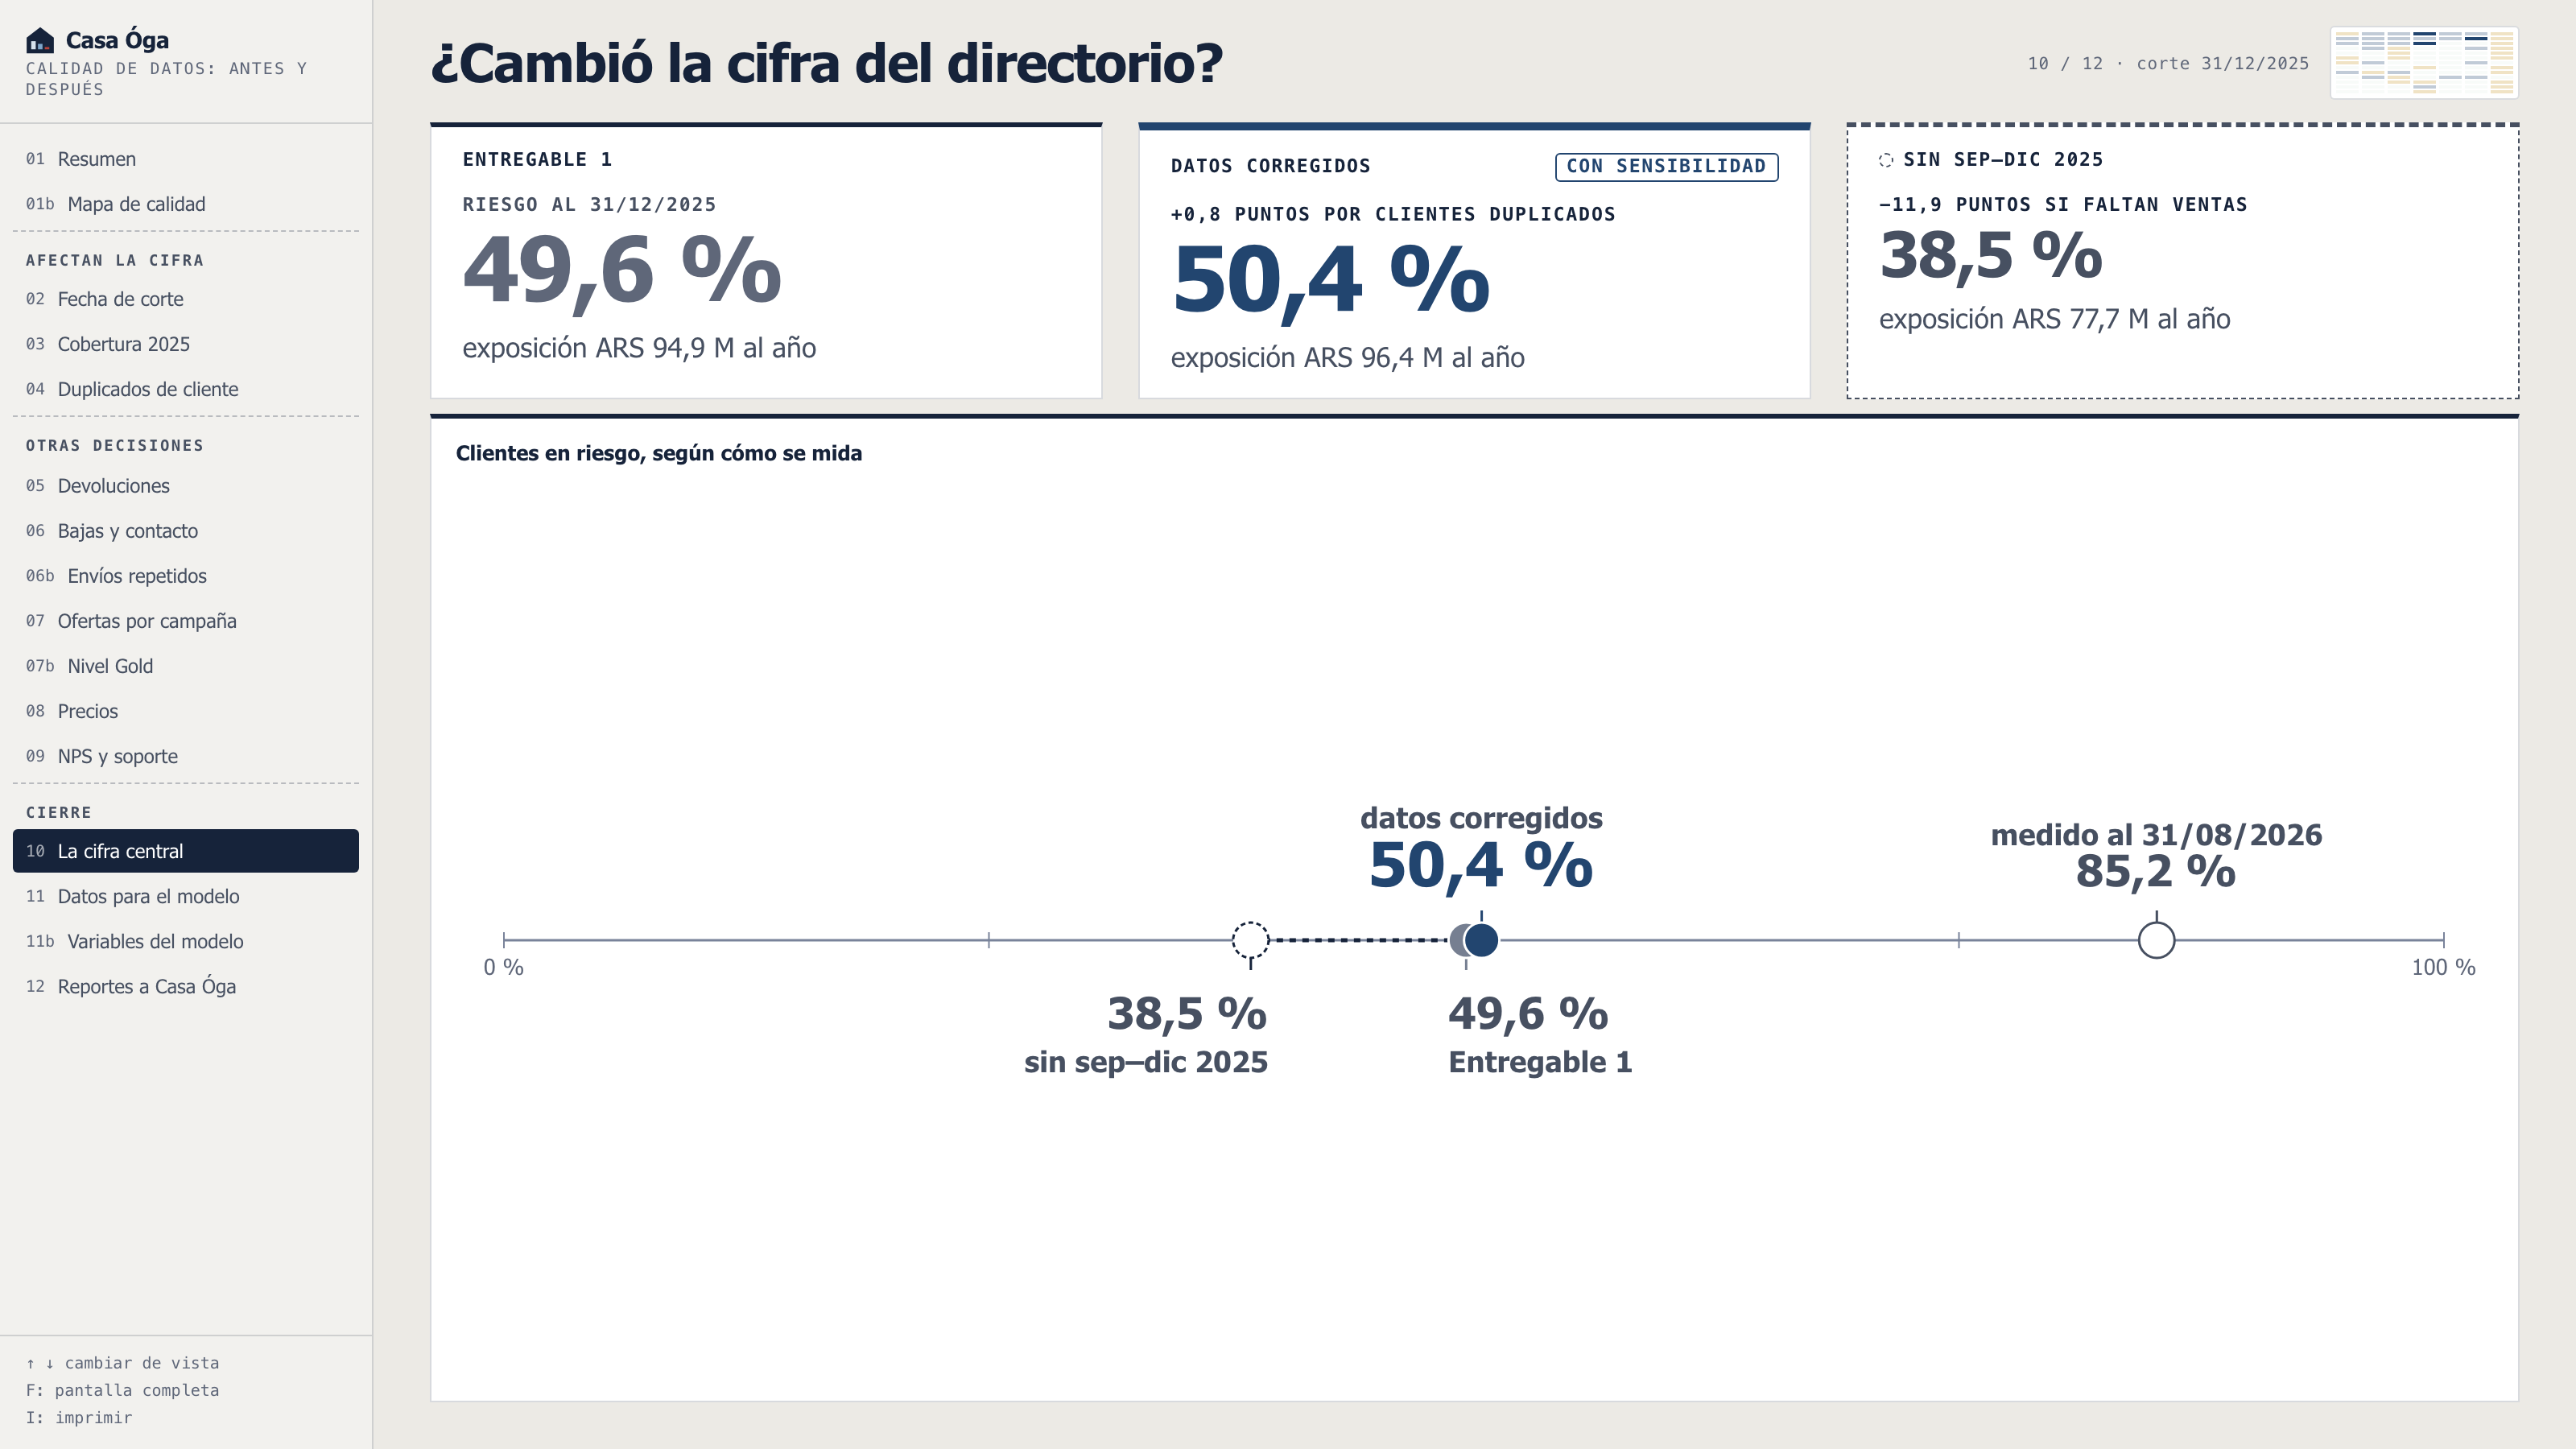 Casa Óga
CALIDAD DE DATOS: ANTES Y
DESPUÉS
01 Resumen
01b Mapa de calidad
AFECTAN LA CIFRA
02 Fecha de corte
03 Cobertura 2025
04 Duplicados de cliente
OTRAS DECISIONES
05 Devoluciones
06 Bajas y contacto
06b Envíos repetidos
07 Ofertas por campaña
07b Nivel Gold
08 Precios
09 NPS y soporte
CIERRE
10 La cifra central
11 Datos para el modelo
11b Variables del modelo
12 Reportes a Casa Óga
↑ ↓ cambiar de vista
F: pantalla completa
I: imprimir
¿Cambió la cifra del directorio?
10 / 12 · corte 31/12/2025
ENTREGABLE 1
RIESGO AL 31/12/2025
49,6 %
exposición ARS 94,9 M al año
DATOS CORREGIDOS
CON SENSIBILIDAD
+0,8 PUNTOS POR CLIENTES DUPLICADOS
50,4 %
exposición ARS 96,4 M al año
SIN SEP–DIC 2025
−11,9 PUNTOS SI FALTAN VENTAS
38,5 %
exposición ARS 77,7 M al año
Clientes en riesgo, según cómo se mida
datos corregidos
50,4 %
medido al 31/08/2026
85,2 %
0 %
100 %
38,5 %
sin sep–dic 2025
49,6 %
Entregable 1